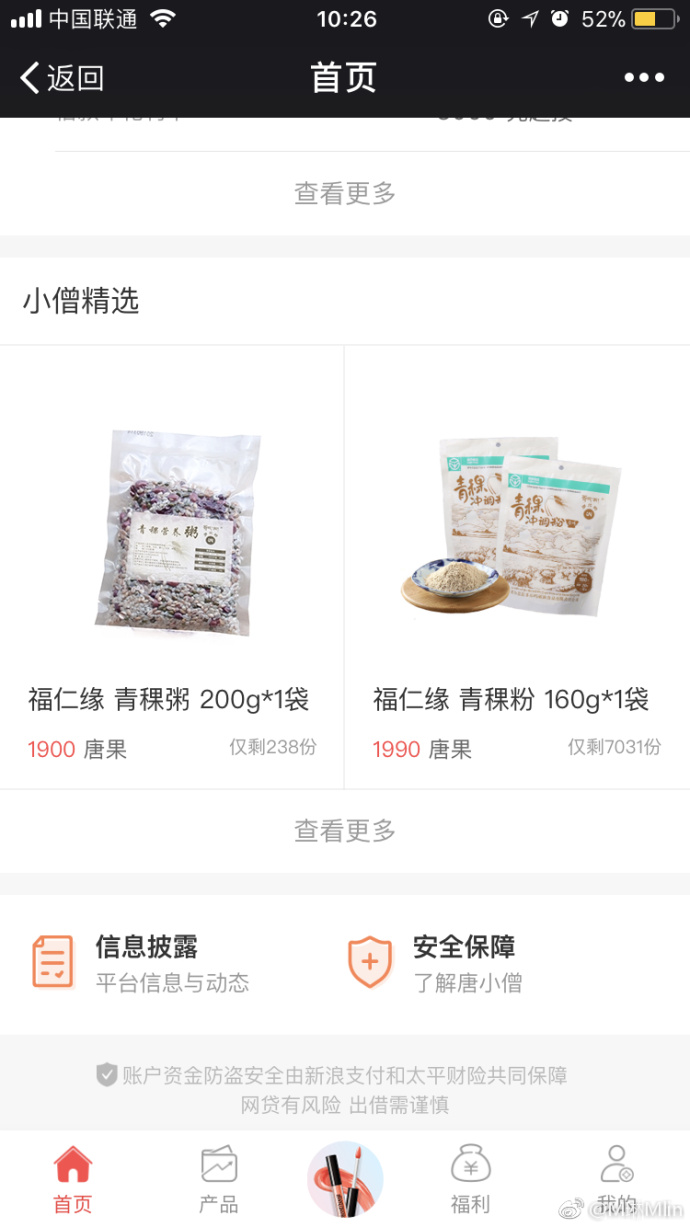 中国联通
10:26
52%
返回
首页
查看更多
小僧精选
青稞营养粥
青稞
冲调粉
青稞
冲调粉
福仁缘 青稞粥 200g*1袋
福仁缘 青稞粉 160g*1袋
1900 唐果
仅剩238份
1990 唐果
仅剩7031份
查看更多
信息披露
平台信息与动态
安全保障
了解唐小僧
账户资金防盗安全由新浪支付和太平财险共同保障
网贷有风险 出借需谨慎
首页
产品
福利
我的